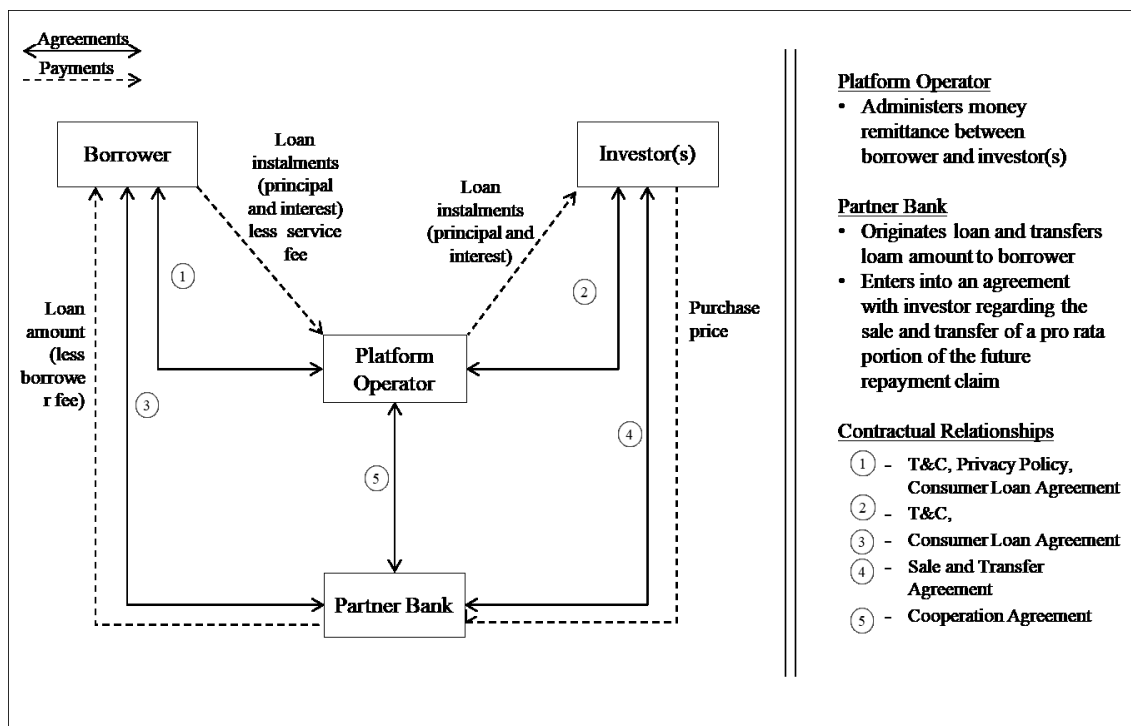 Agreements
Payments
Borrower
Loan
instalments
(principal
and interest)
less service
fee
Loan
instalments
(principal and
interest)
Investor(s)
1
2
Loan
amount
(less
borrowe
r fee)
3
Platform
Operator
Purchase
price
4
5
Partner Bank
Platform Operator
• Administers money
remittance between
borrower and investor(s)
Partner Bank
• Originates loan and transfers
loam amount to borrower
• Enters into an agreement
with investor regarding the
sale and transfer of a pro rata
portion of the future
repayment claim
Contractual Relationships
1 - T&C, Privacy Policy,
Consumer Loan Agreement
2 - T&C,
3 - Consumer Loan Agreement
4 - Sale and Transfer
Agreement
5 - Cooperation Agreement